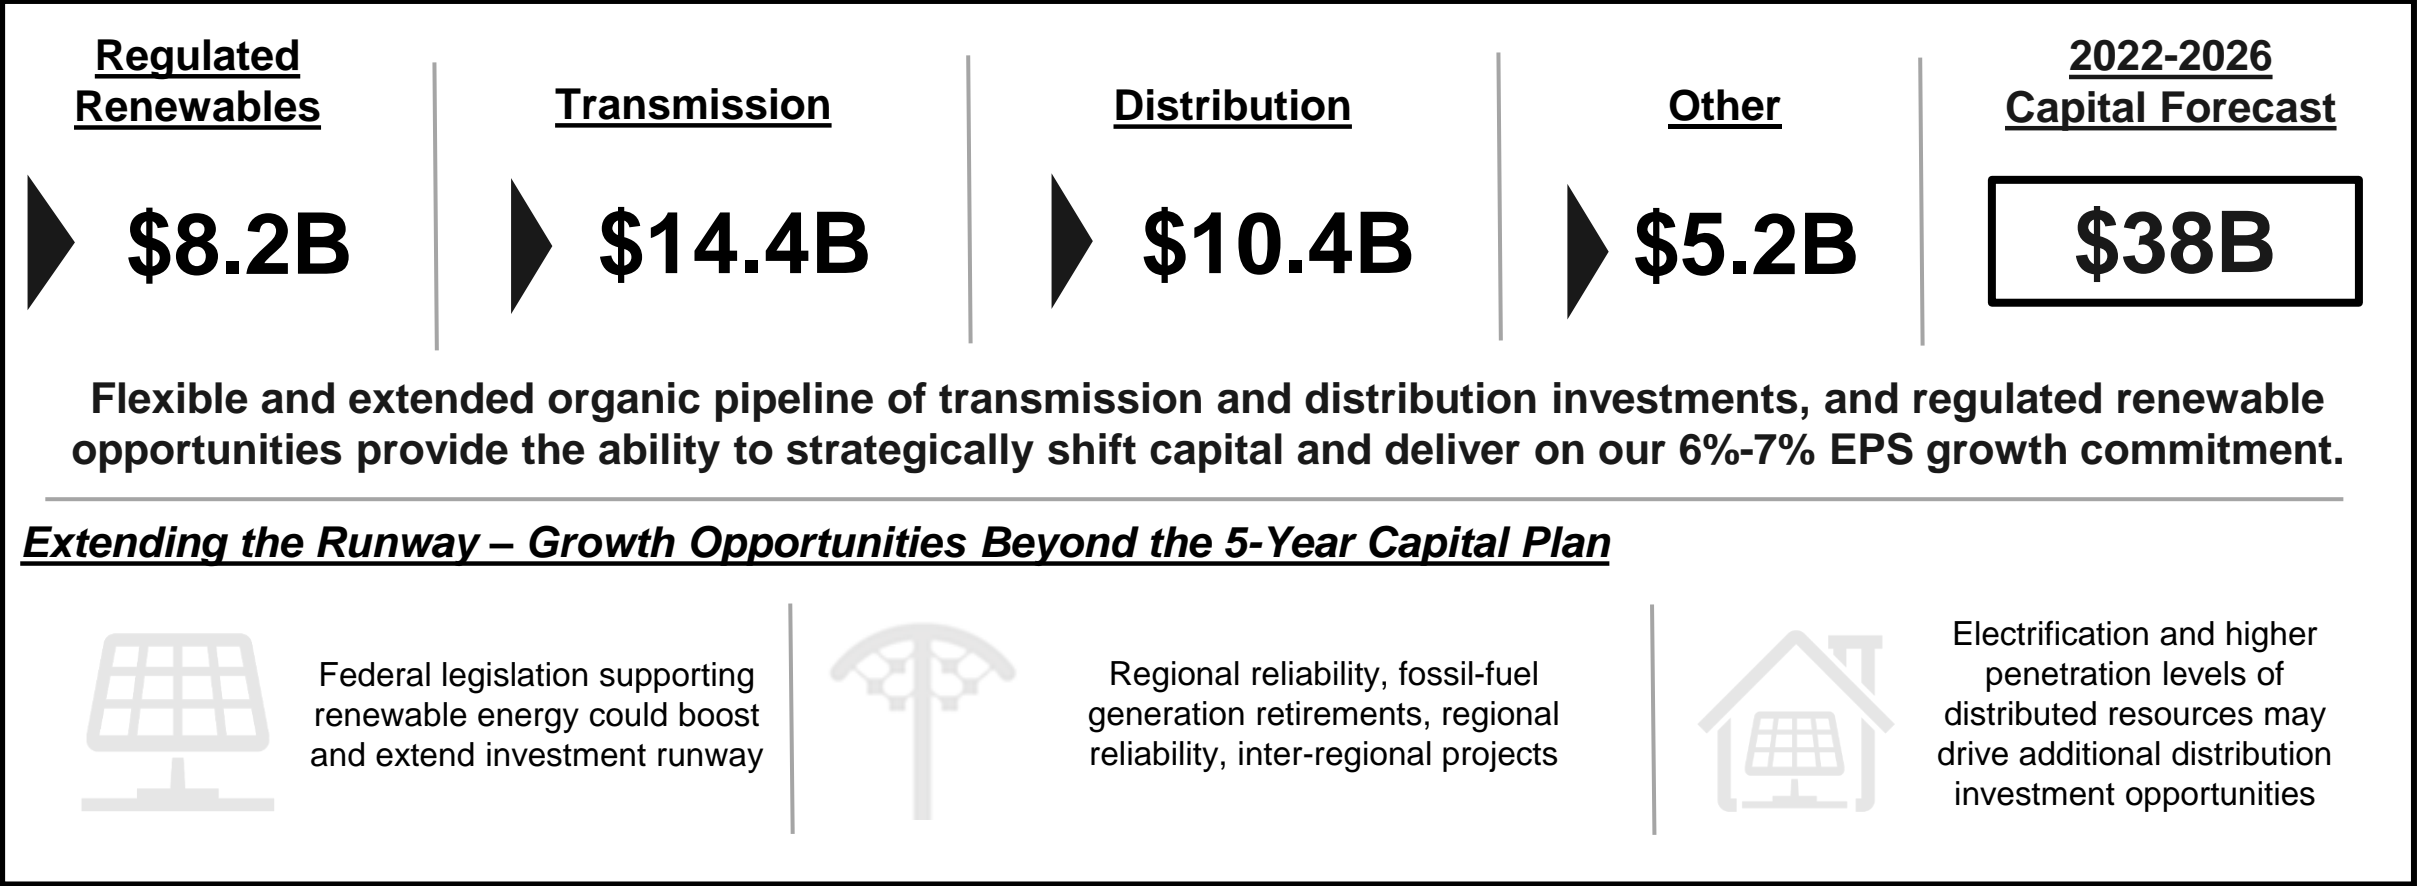 Regulated
Renewables
Transmission
Distribution
Other
2022-2026
Capital Forecast
$8.2B
$14.4B
$10.4B
$5.2B
$38B
Flexible and extended organic pipeline of transmission and distribution investments, and regulated renewable
opportunities provide the ability to strategically shift capital and deliver on our 6%-7% EPS growth commitment.
Extending the Runway – Growth Opportunities Beyond the 5-Year Capital Plan
Federal legislation supporting
renewable energy could boost
and extend investment runway
Regional reliability, fossil-fuel
generation retirements, regional
reliability, inter-regional projects
Electrification and higher
penetration levels of
distributed resources may
drive additional distribution
investment opportunities